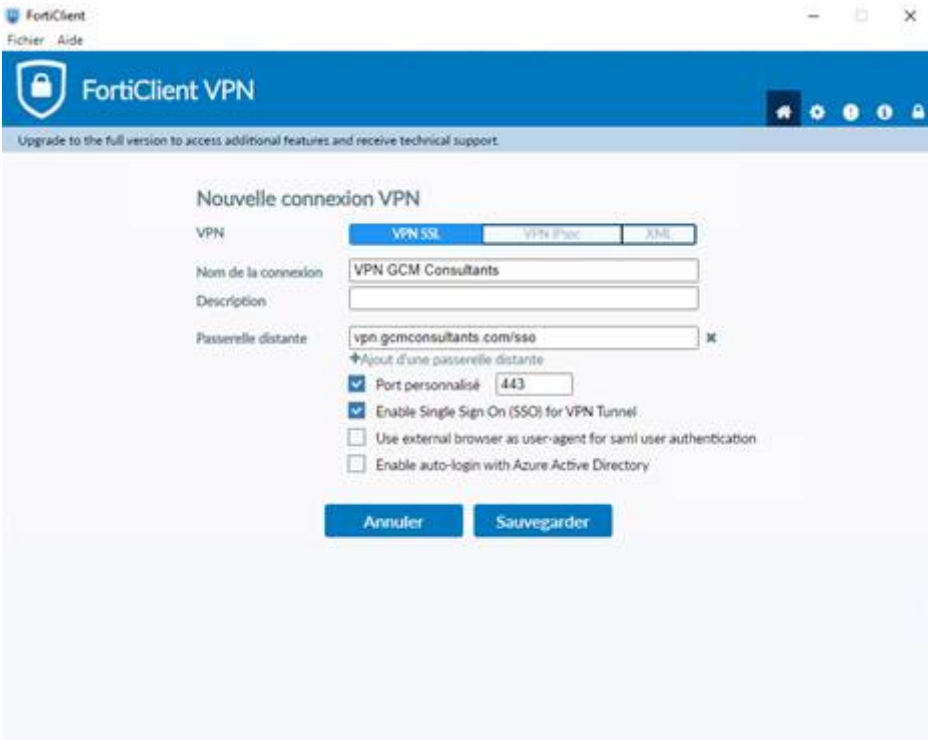 FortiClient
Fichier Aide
FortiClient VPN
Upgrade to the full version to access additional features and receive technical support.
Nouvelle connexion VPN
VPN VPN SSL VPN IPsec XML
Nom de la connexion VPN GCM Consultants
Description
Passerelle distante vpn.gcmconsultants.com/sso
+Ajout d'une passerelle distante
Port personnalisé 443
Enable Single Sign On (SSO) for VPN Tunnel
Use external browser as user-agent for saml user authentication
Enable auto-login with Azure Active Directory
Annuler Sauvegarder